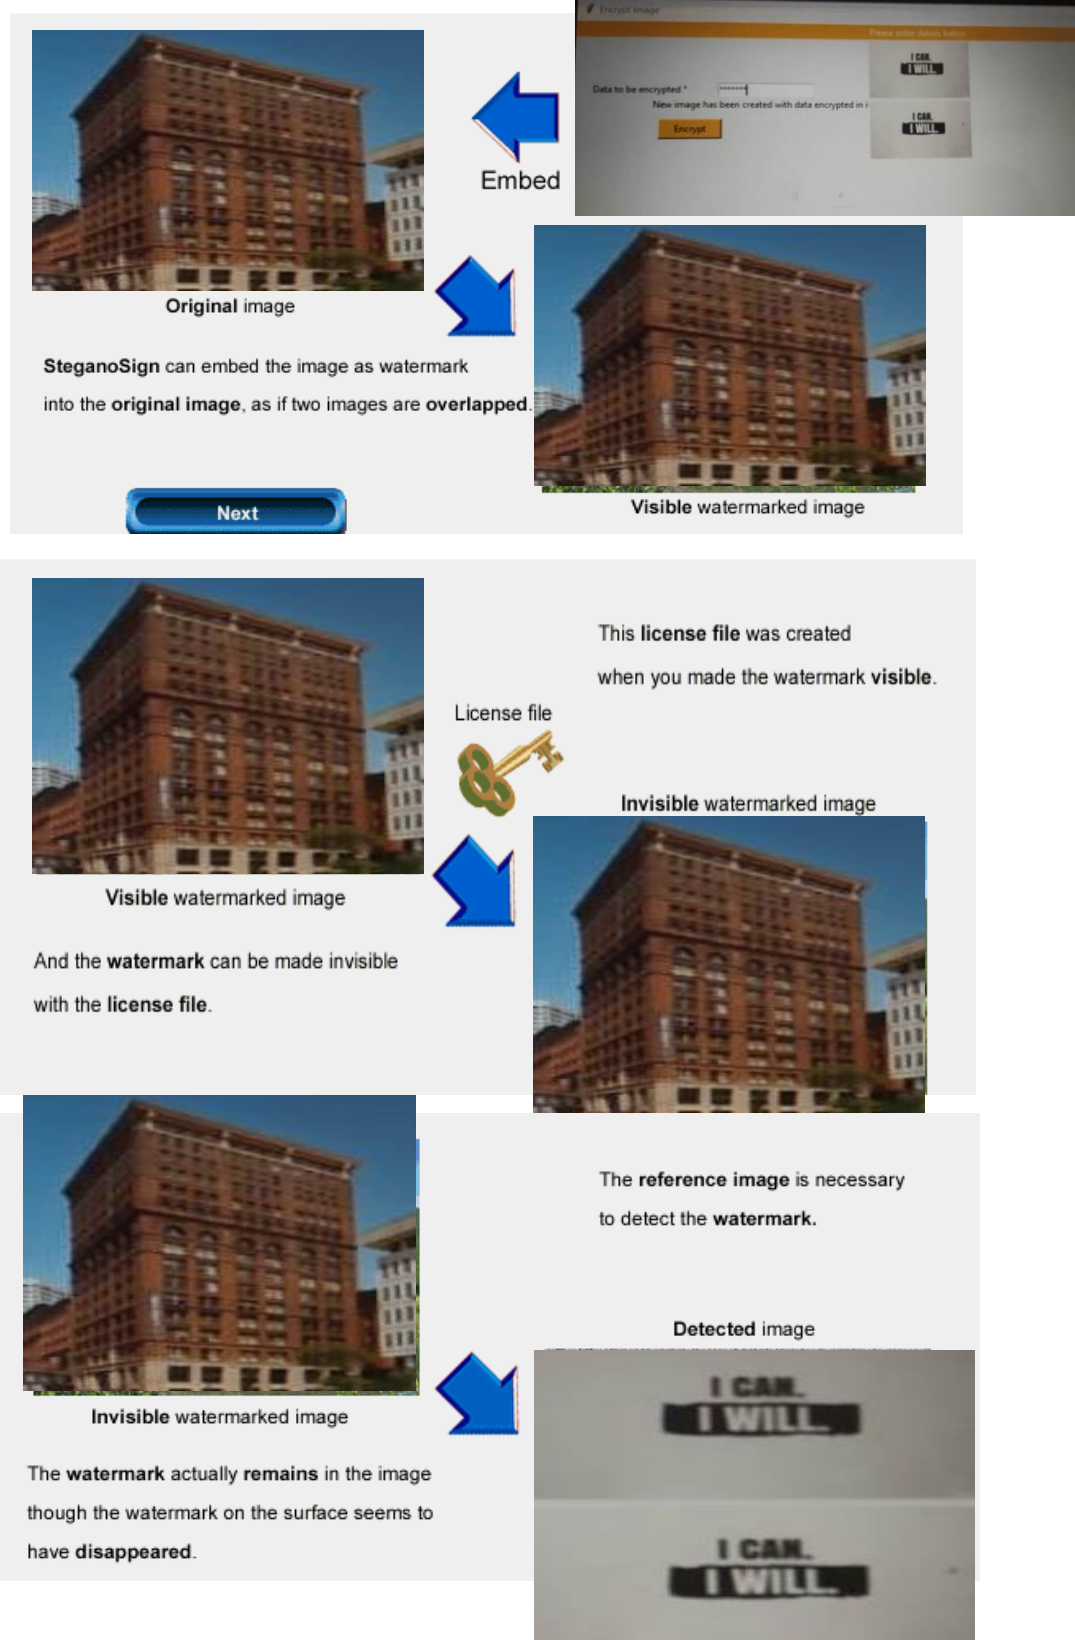 Encrypt Image
Please enter details below
I CAN.
I WILL.
Data to be encrypted * *******
New image has been created with data encrypted in i
I CAN.
I WILL.
Encrypt
Embed
Original image
SteganoSign can embed the image as watermark
into the original image, as if two images are overlapped.
Next
Visible watermarked image
This license file was created
when you made the watermark visible.
License file
Invisible watermarked image
Visible watermarked image
And the watermark can be made invisible
with the license file.
The reference image is necessary
to detect the watermark.
Detected image
I CAN.
I WILL.
I CAN.
I WILL.
Invisible watermarked image
The watermark actually remains in the image
though the watermark on the surface seems to
have disappeared.